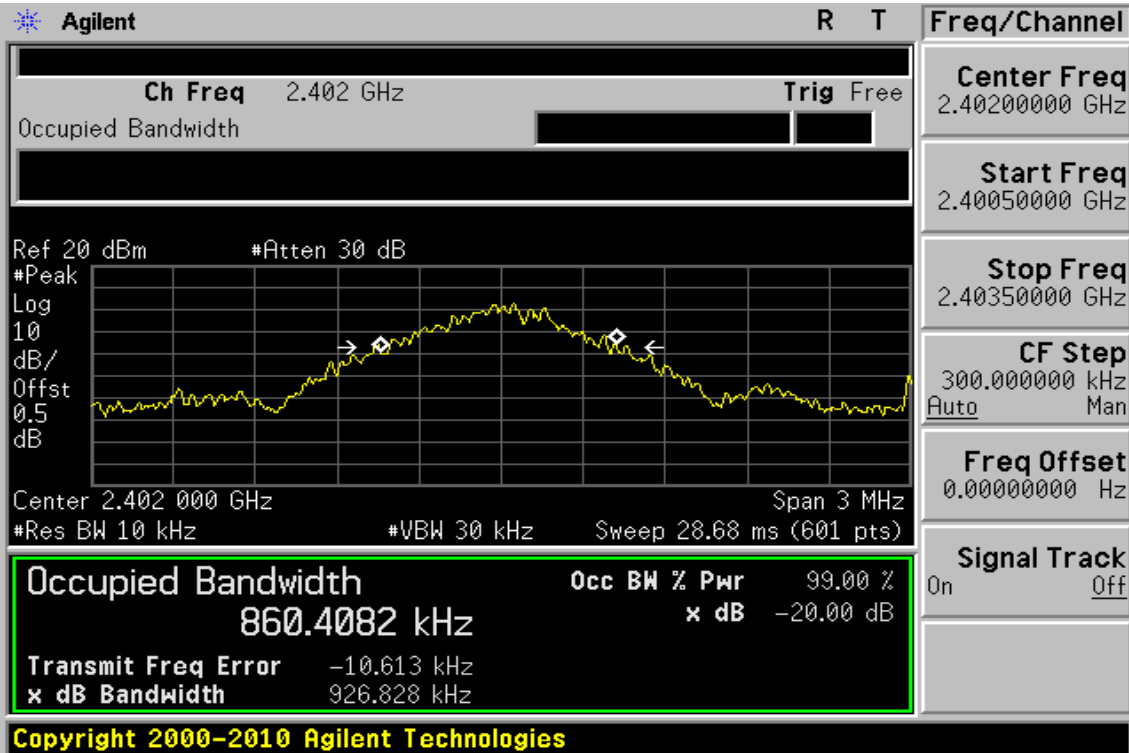 Agilent R T
Ch Freq 2.402 GHz Trig Free
Occupied Bandwidth
Ref 20 dBm #Atten 30 dB
#Peak
Log
10
dB/
Offst
0.5
dB
Center 2.402 000 GHz Span 3 MHz
#Res BW 10 kHz #VBW 30 kHz Sweep 28.68 ms (601 pts)
Occupied Bandwidth Occ BW % Pwr 99.00 %
860.4082 kHz x dB -20.00 dB
Transmit Freq Error -10.613 kHz
x dB Bandwidth 926.828 kHz
Copyright 2000-2010 Agilent Technologies
Freq/Channel
Center Freq
2.40200000 GHz
Start Freq
2.40050000 GHz
Stop Freq
2.40350000 GHz
CF Step
300.000000 kHz
Auto Man
Freq Offset
0.00000000 Hz
Signal Track
On Off